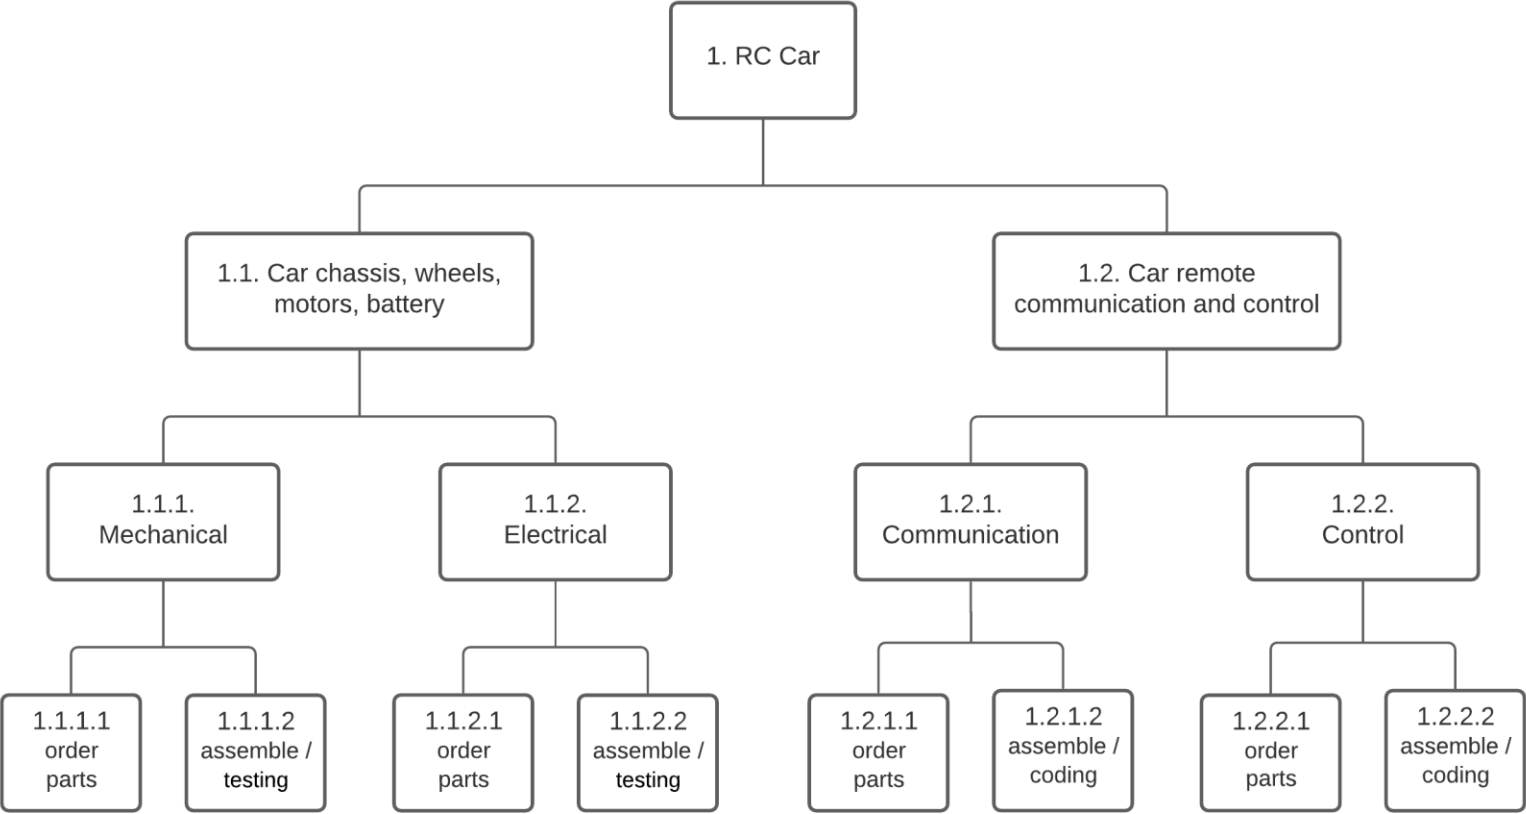 1. RC Car
1.1. Car chassis, wheels,
motors, battery
1.2. Car remote
communication and control
1.1.1.
Mechanical
1.1.2.
Electrical
1.2.1.
Communication
1.2.2.
Control
1.1.1.1
order
parts
1.1.1.2
assemble /
testing
1.1.2.1
order
parts
1.1.2.2
assemble /
testing
1.2.1.1
order
parts
1.2.1.2
assemble /
coding
1.2.2.1
order
parts
1.2.2.2
assemble /
coding